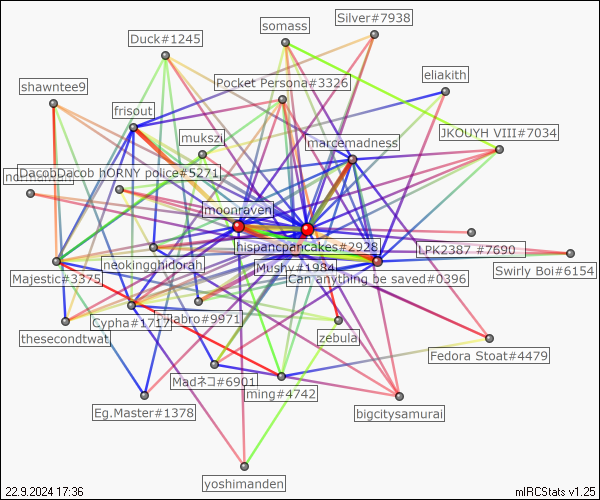 somass
Silver#7938
Duck#1245
eliakith
shawntee9
Pocket Persona#3326
frisout
JKOUYH VIII#7034
mukszi
marcemadness
DacobDacob hORNY police#5271
moonraven
hispancpancakes#2928
LPK2387 #7690
neokingghidorah
Mushy#1984
Swirly Boi#6154
Majestic#3375
Can anything be saved#0396
Cypha#1717
thesecondtwat
zebula
Fedora Stoat#4479
Madネコ#6901
ming#4742
Eg.Master#1378
bigcitysamurai
yoshimanden
22.9.2024 17:36
mIRCStats v1.25